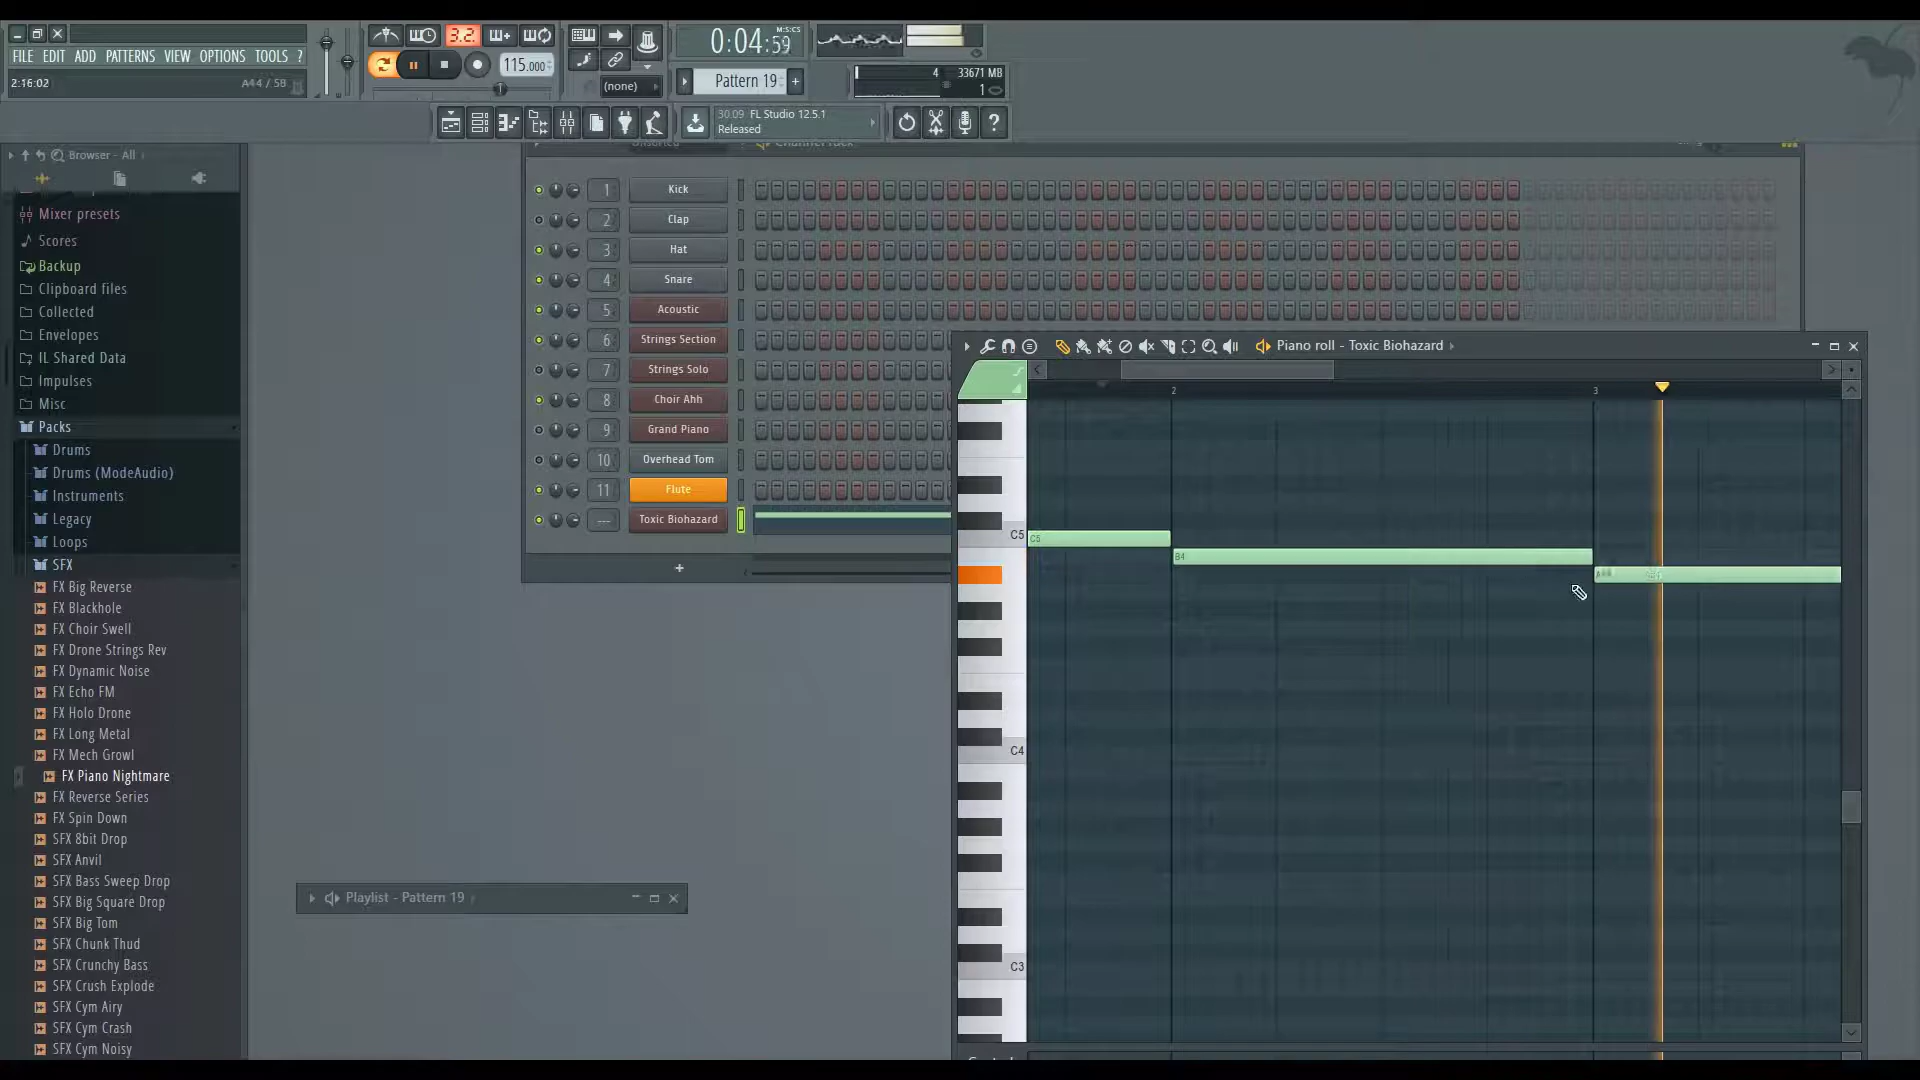 3.2
0:04:59
M:S:CS
FILE EDIT ADD PATTERNS VIEW OPTIONS TOOLS ?
115.000
4 33671 MB
1
2:16:02 A44 / 58
(none)
Pattern 19 +
30.09 FL Studio 12.5.1
Released
?
Browser - All
Channel rack
Mixer presets
Scores
Backup
Clipboard files
Collected
Envelopes
IL Shared Data
Impulses
Misc
Packs
Drums
Drums (ModeAudio)
Instruments
Legacy
Loops
SFX
FX Big Reverse
FX Blackhole
FX Choir Swell
FX Drone Strings Rev
FX Dynamic Noise
FX Echo FM
FX Holo Drone
FX Long Metal
FX Mech Growl
FX Piano Nightmare
FX Reverse Series
FX Spin Down
SFX 8bit Drop
SFX Anvil
SFX Bass Sweep Drop
SFX Big Square Drop
SFX Big Tom
SFX Chunk Thud
SFX Crunchy Bass
SFX Crush Explode
SFX Cym Airy
SFX Cym Crash
SFX Cym Noisy
1 Kick
2 Clap
3 Hat
4 Snare
5 Acoustic
6 Strings Section
7 Strings Solo
8 Choir Ahh
9 Grand Piano
10 Overhead Tom
11 Flute
--- Toxic Biohazard
+
Playlist - Pattern 19
Piano roll - Toxic Biohazard
2 3
C5
C5
B4
C4
C3